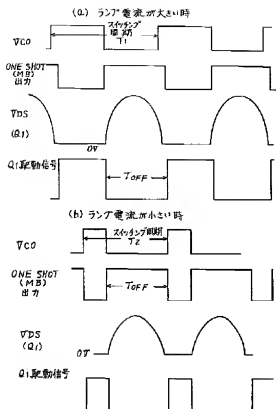 (a) ランプ電流が大きい時
スイッチング
周期
T1
VCO
ONE SHOT
(MB)
出力
VDS
(Q1)
0V
Q1駆動信号
TOFF
(b) ランプ電流が小さい時
スイッチング周期
T2
VCO
ONE SHOT
(MB)
出力
TOFF
VDS
(Q1)
0V
Q1駆動信号